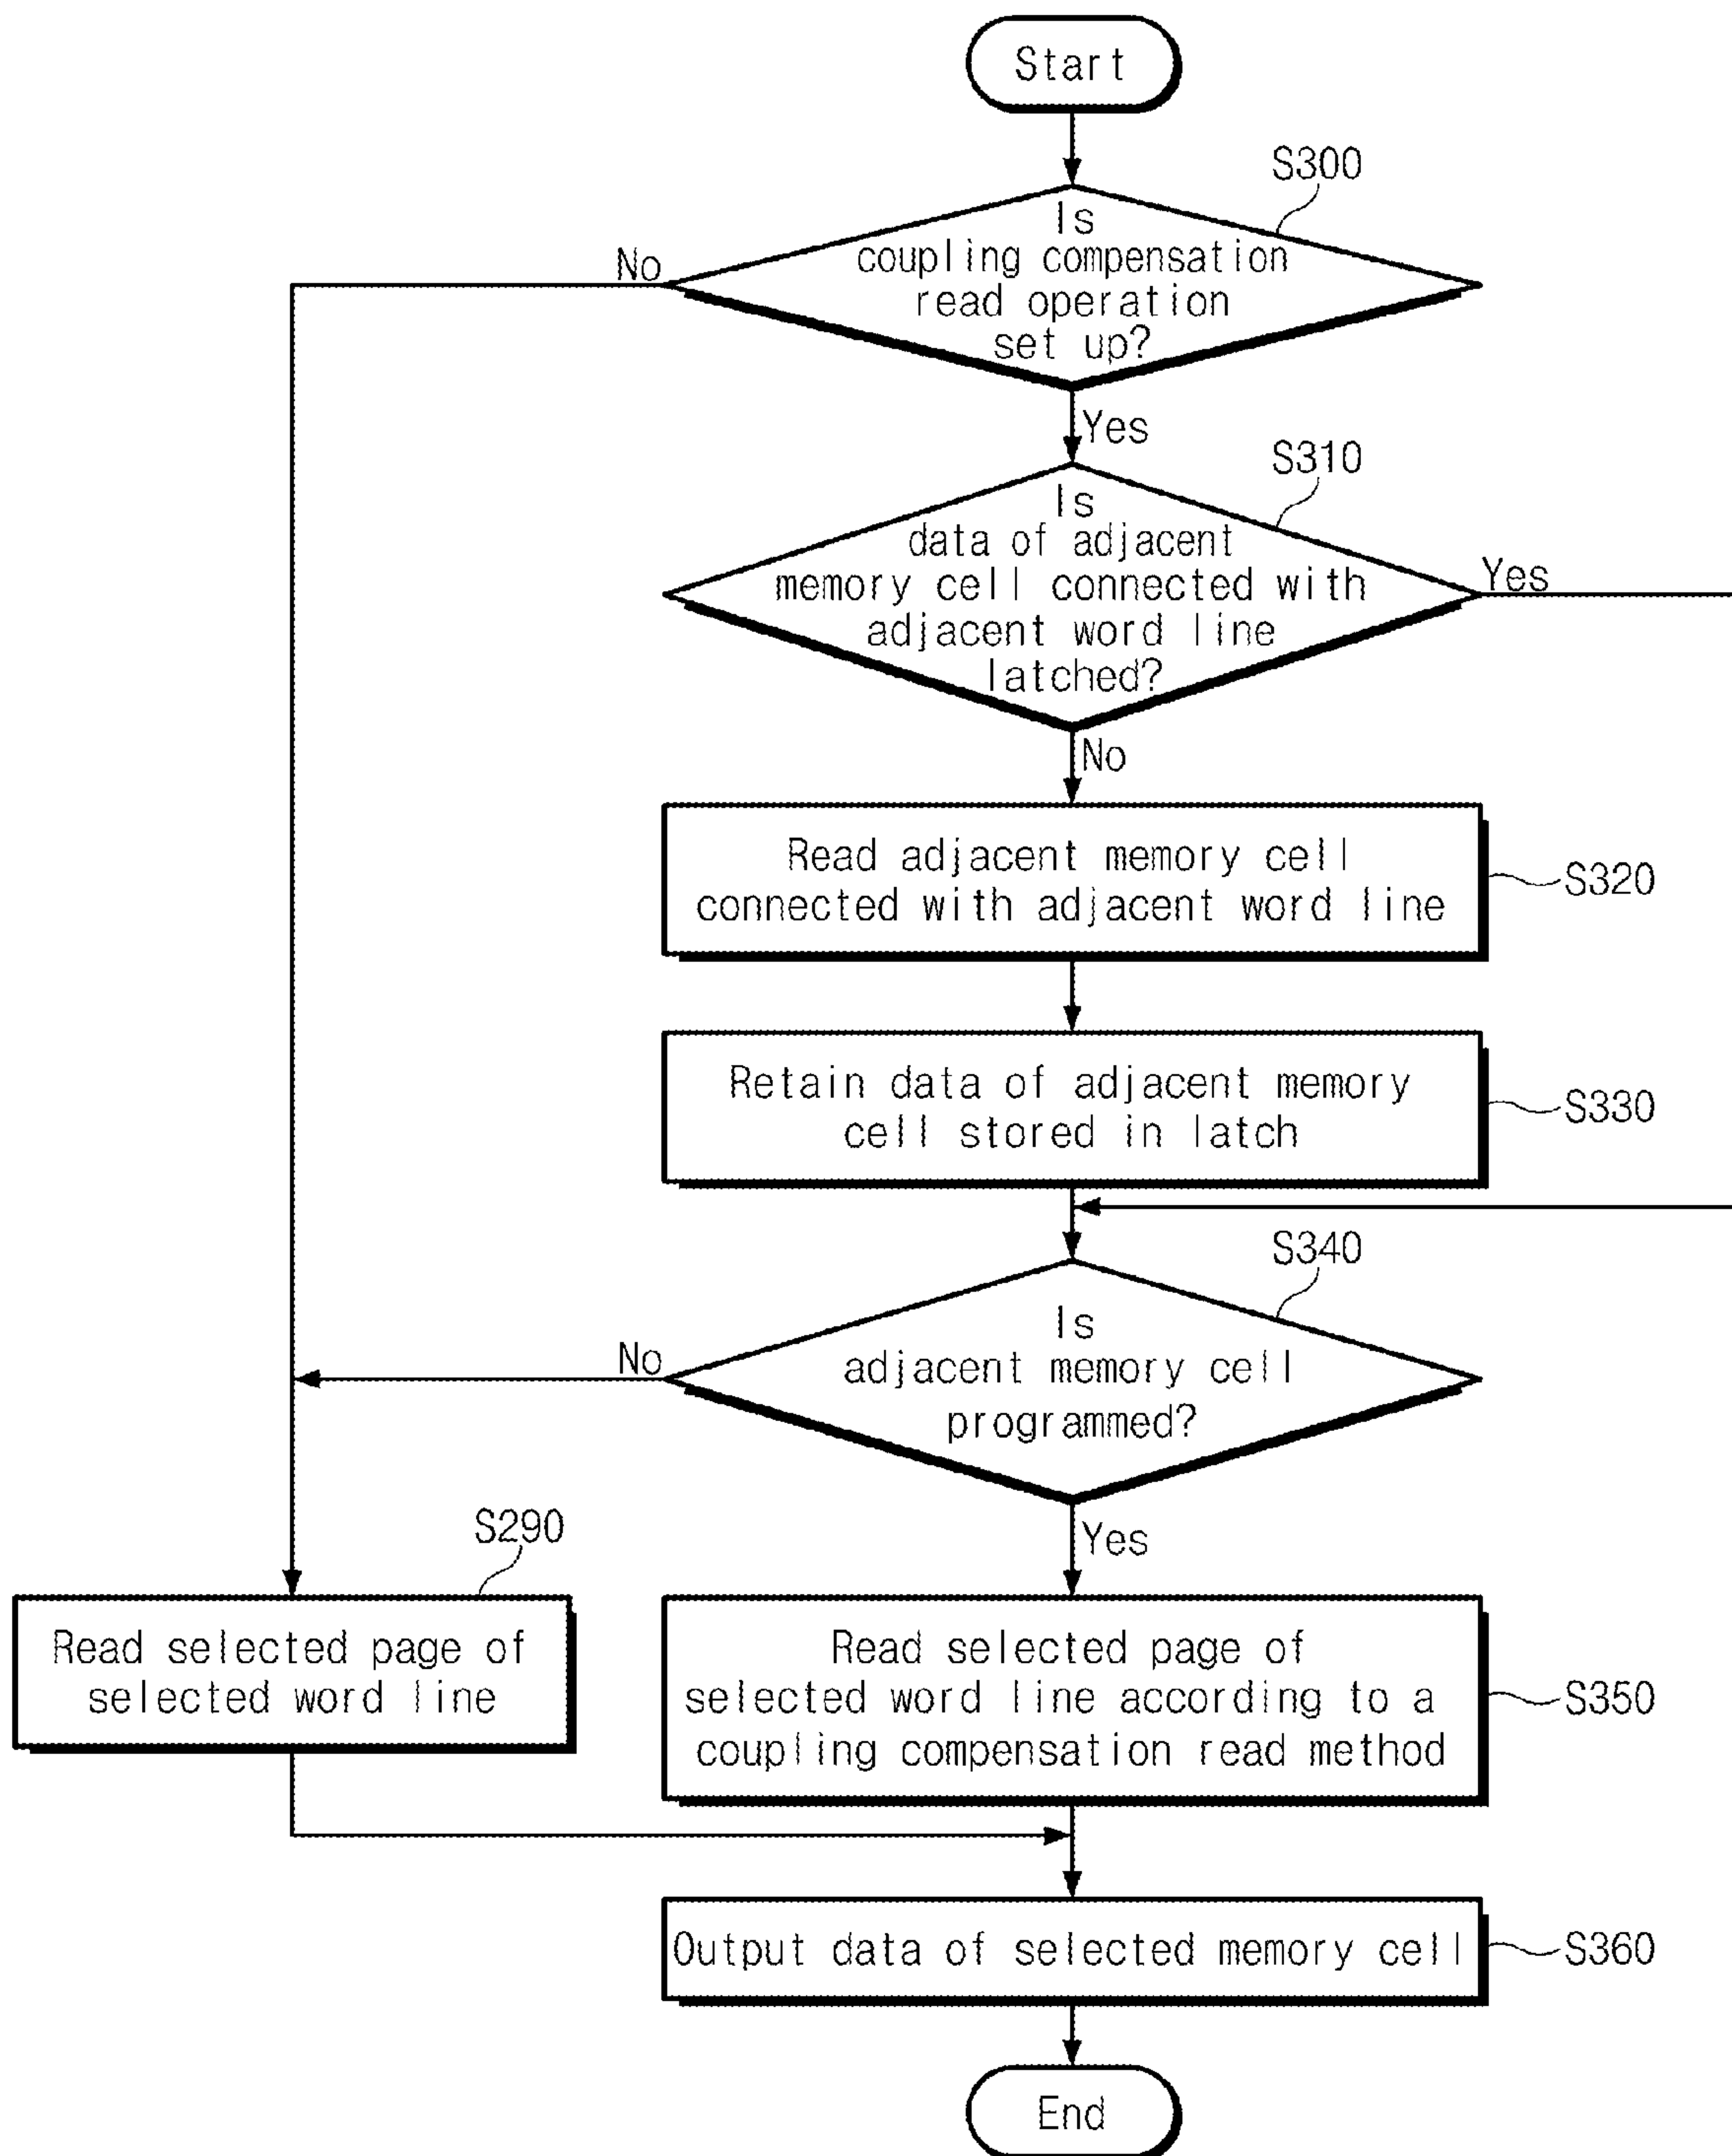 Start
S300
Is
coupling compensation
read operation
set up?
No
Yes
S310
Is
data of adjacent
memory cell connected with
adjacent word line
latched?
Yes
No
Read adjacent memory cell
connected with adjacent word line
S320
Retain data of adjacent memory
cell stored in latch
S330
S340
Is
adjacent memory cell
programmed?
No
Yes
S290
Read selected page of
selected word line
Read selected page of
selected word line according to a
coupling compensation read method
S350
Output data of selected memory cell
S360
End